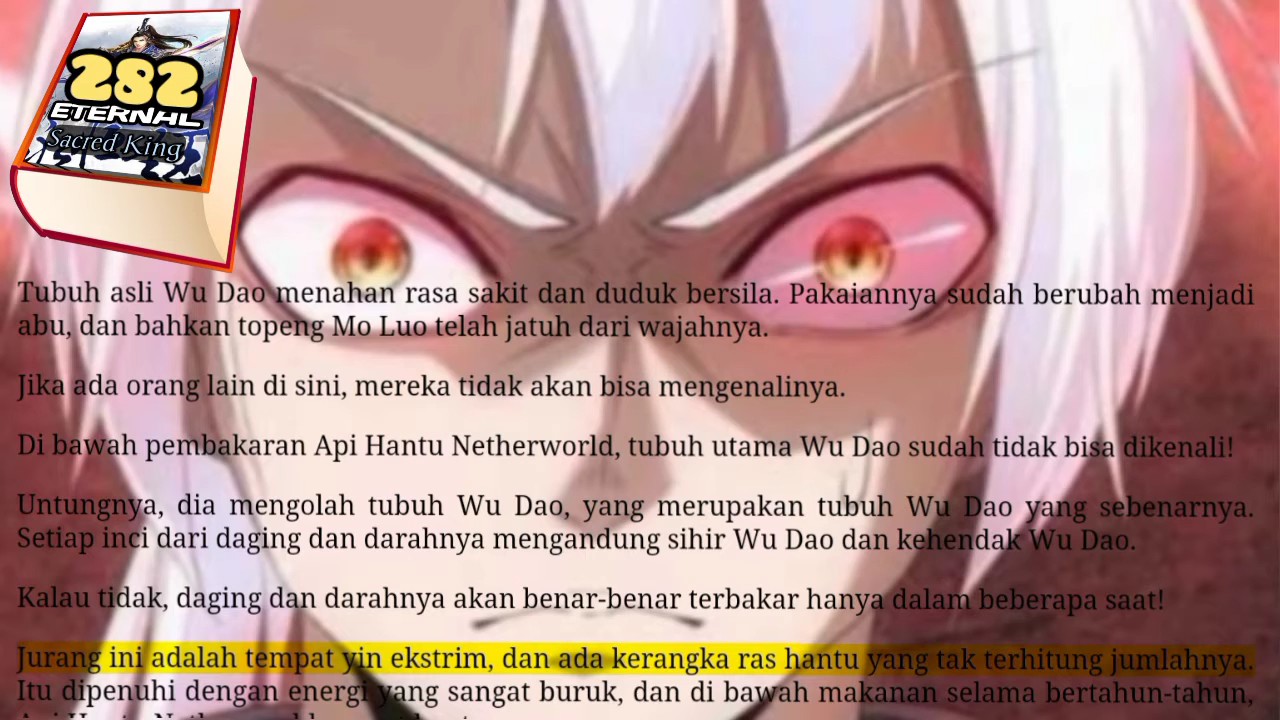 282
ETERNAL
Sacred King
Tubuh asli Wu Dao menahan rasa sakit dan duduk bersila. Pakaiannya sudah berubah menjadi
abu, dan bahkan topeng Mo Luo telah jatuh dari wajahnya.
Jika ada orang lain di sini, mereka tidak akan bisa mengenalinya.
Di bawah pembakaran Api Hantu Netherworld, tubuh utama Wu Dao sudah tidak bisa dikenali!
Untungnya, dia mengolah tubuh Wu Dao, yang merupakan tubuh Wu Dao yang sebenarnya.
Setiap inci dari daging dan darahnya mengandung sihir Wu Dao dan kehendak Wu Dao.
Kalau tidak, daging dan darahnya akan benar-benar terbakar hanya dalam beberapa saat!
Jurang ini adalah tempat yin ekstrim, dan ada kerangka ras hantu yang tak terhitung jumlahnya.
Itu dipenuhi dengan energi yang sangat buruk, dan di bawah makanan selama bertahun-tahun,